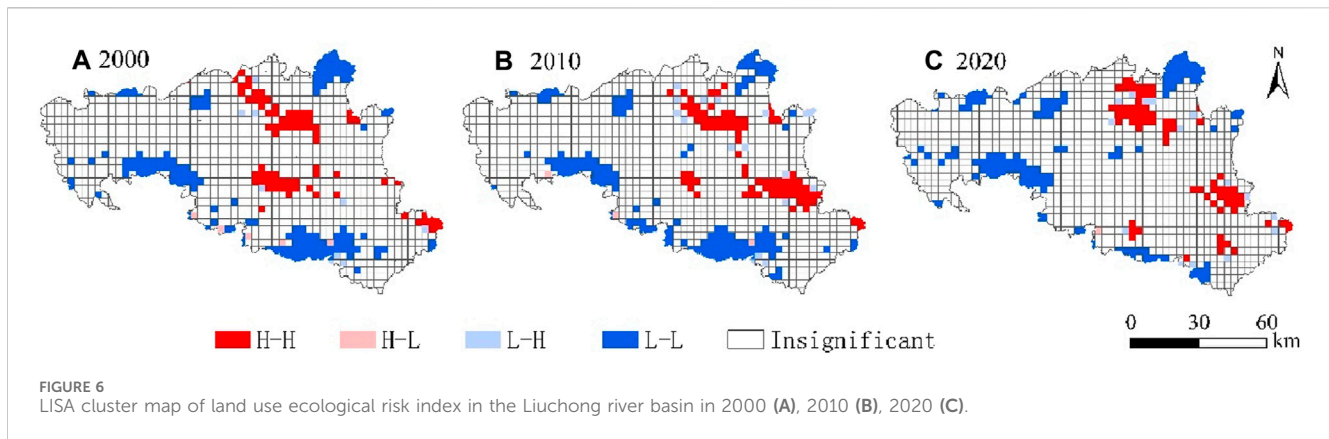 A 2000
B 2010
C 2020
N
H-H
H-L
L-H
L-L
Insignificant
0 30 60
km
FIGURE 6
LISA cluster map of land use ecological risk index in the Liuchong river basin in 2000 (A), 2010 (B), 2020 (C).